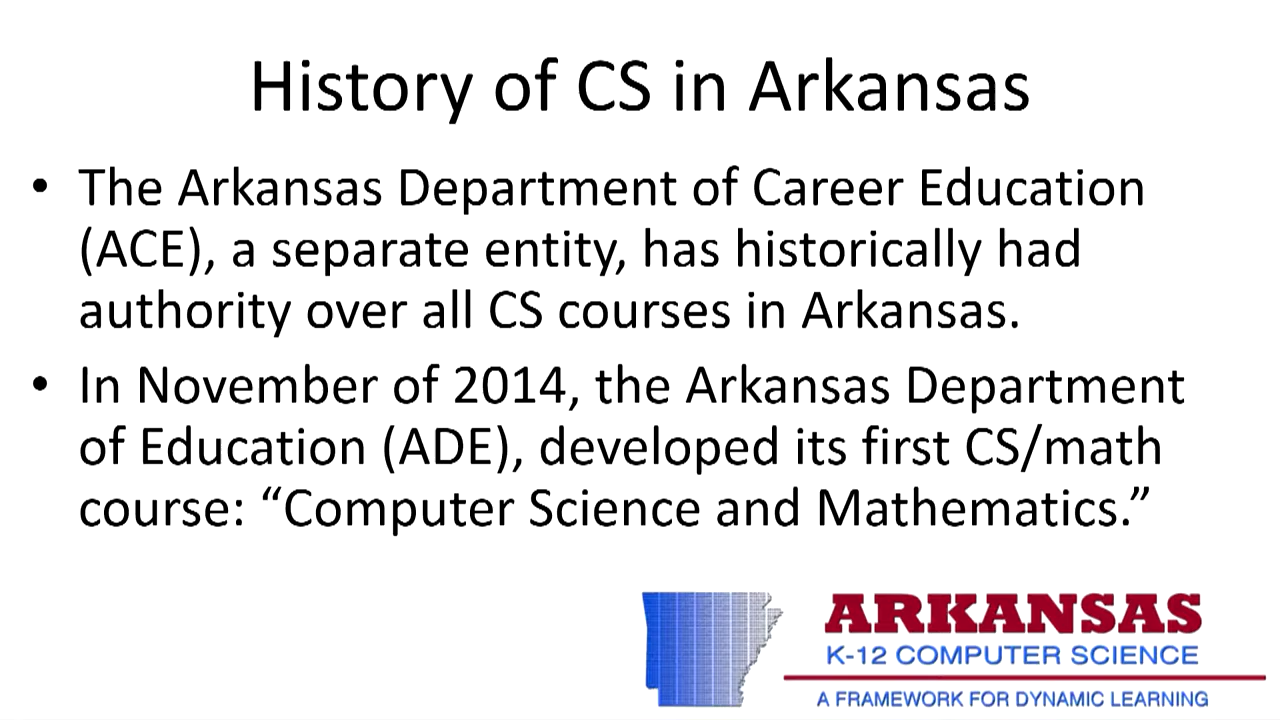 History of CS in Arkansas
• The Arkansas Department of Career Education
(ACE), a separate entity, has historically had
authority over all CS courses in Arkansas.
• In November of 2014, the Arkansas Department
of Education (ADE), developed its first CS/math
course: “Computer Science and Mathematics.”
ARKANSAS
K-12 COMPUTER SCIENCE
A FRAMEWORK FOR DYNAMIC LEARNING